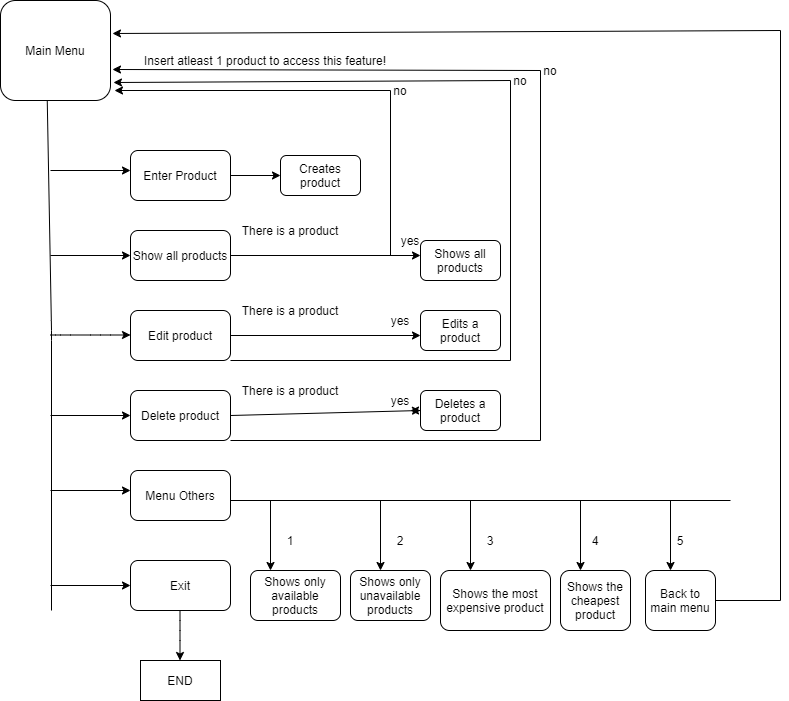 Main Menu
Insert atleast 1 product to access this feature!
no
no
no
Enter Product
Creates
product
There is a product
Show all products
yes
Shows all
products
There is a product
Edit product
yes
Edits a
product
There is a product
Delete product
yes
Deletes a
product
Menu Others
1
2
3
4
5
Exit
Shows only
available
products
Shows only
unavailable
products
Shows the most
expensive product
Shows the
cheapest
product
Back to
main menu
END